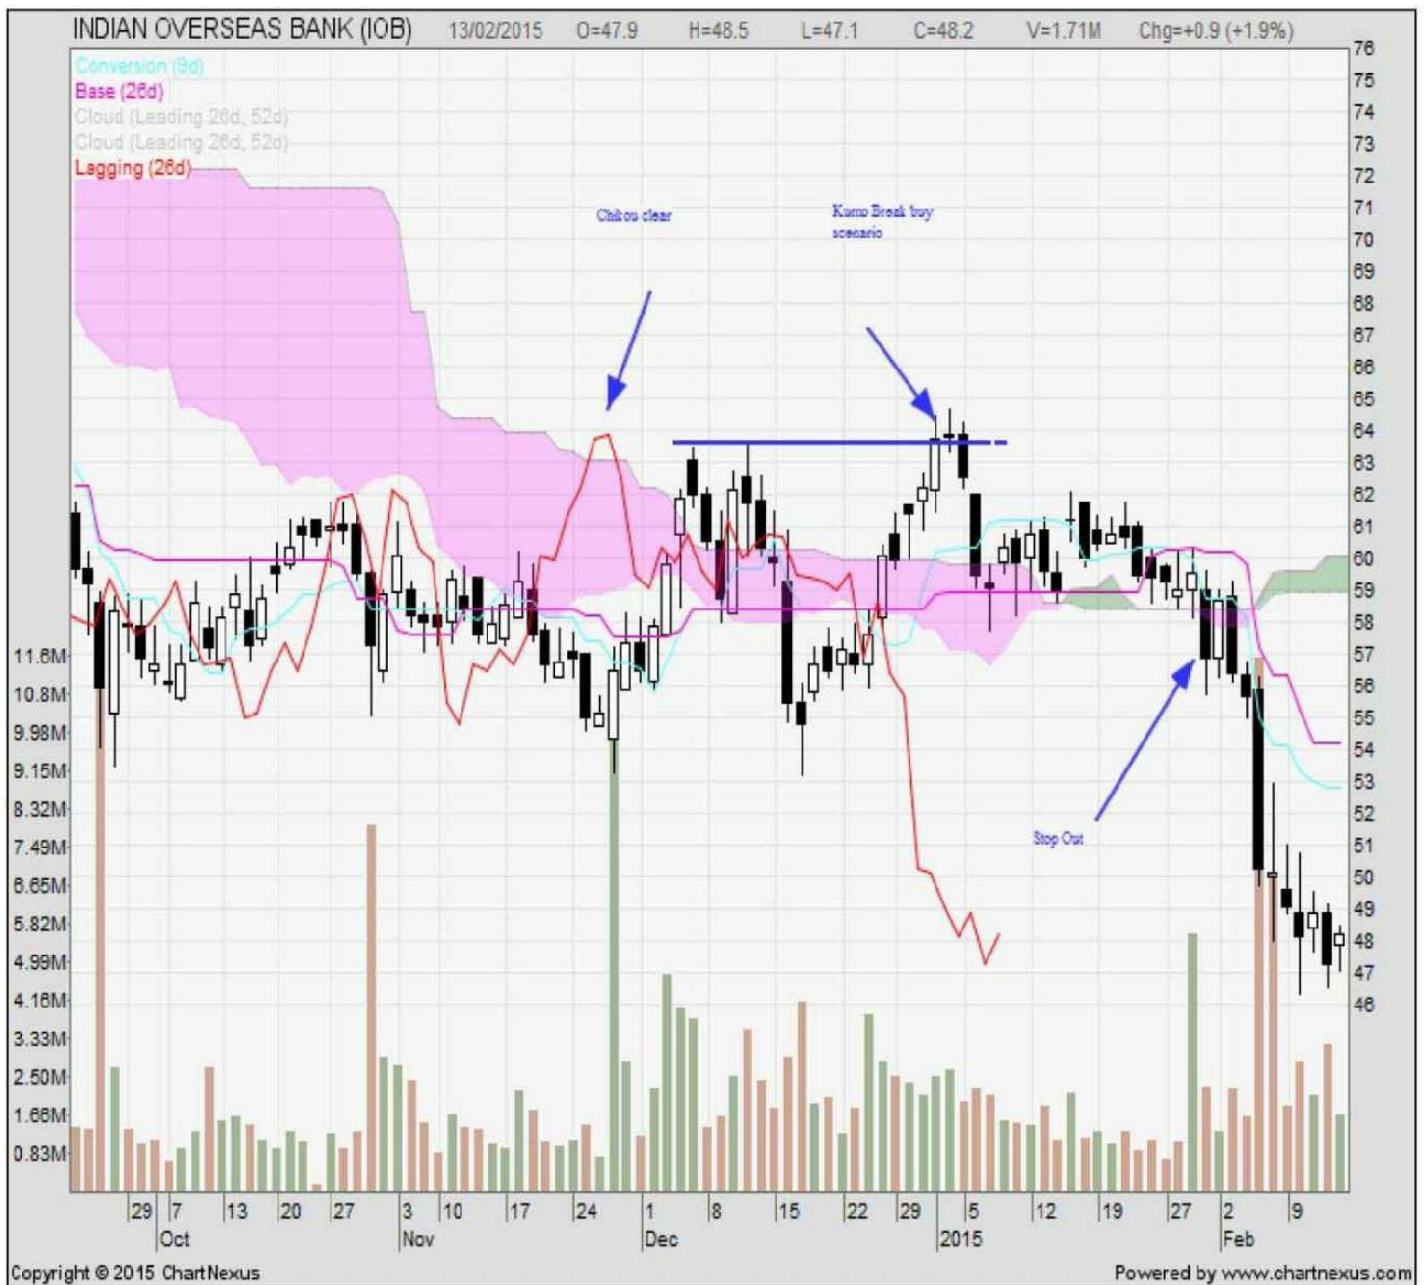 INDIAN OVERSEAS BANK (IOB) 13/02/2015 O=47.9 H=48.5 L=47.1 C=48.2 V=1.71M Chg=+0.9 (+1.9%)
Conversion (9d)
Base (26d)
Cloud (Leading 26d, 52d)
Cloud (Leading 26d, 52d)
Lagging (26d)
Chikou clear
Kumo Break buy
scenario
Stop Out
76
75
74
73
72
71
70
69
68
67
66
65
64
63
62
61
60
59
58
57
56
55
54
53
52
51
50
49
48
47
46
11.6M
10.8M
9.98M
9.15M
8.32M
7.49M
6.65M
5.82M
4.99M
4.16M
3.33M
2.50M
1.66M
0.83M
29 7 13 20 27 3 10 17 24 1 8 15 22 29 5 12 19 27 2 9
Oct Nov Dec 2015 Feb
Copyright © 2015 ChartNexus Powered by www.chartnexus.com